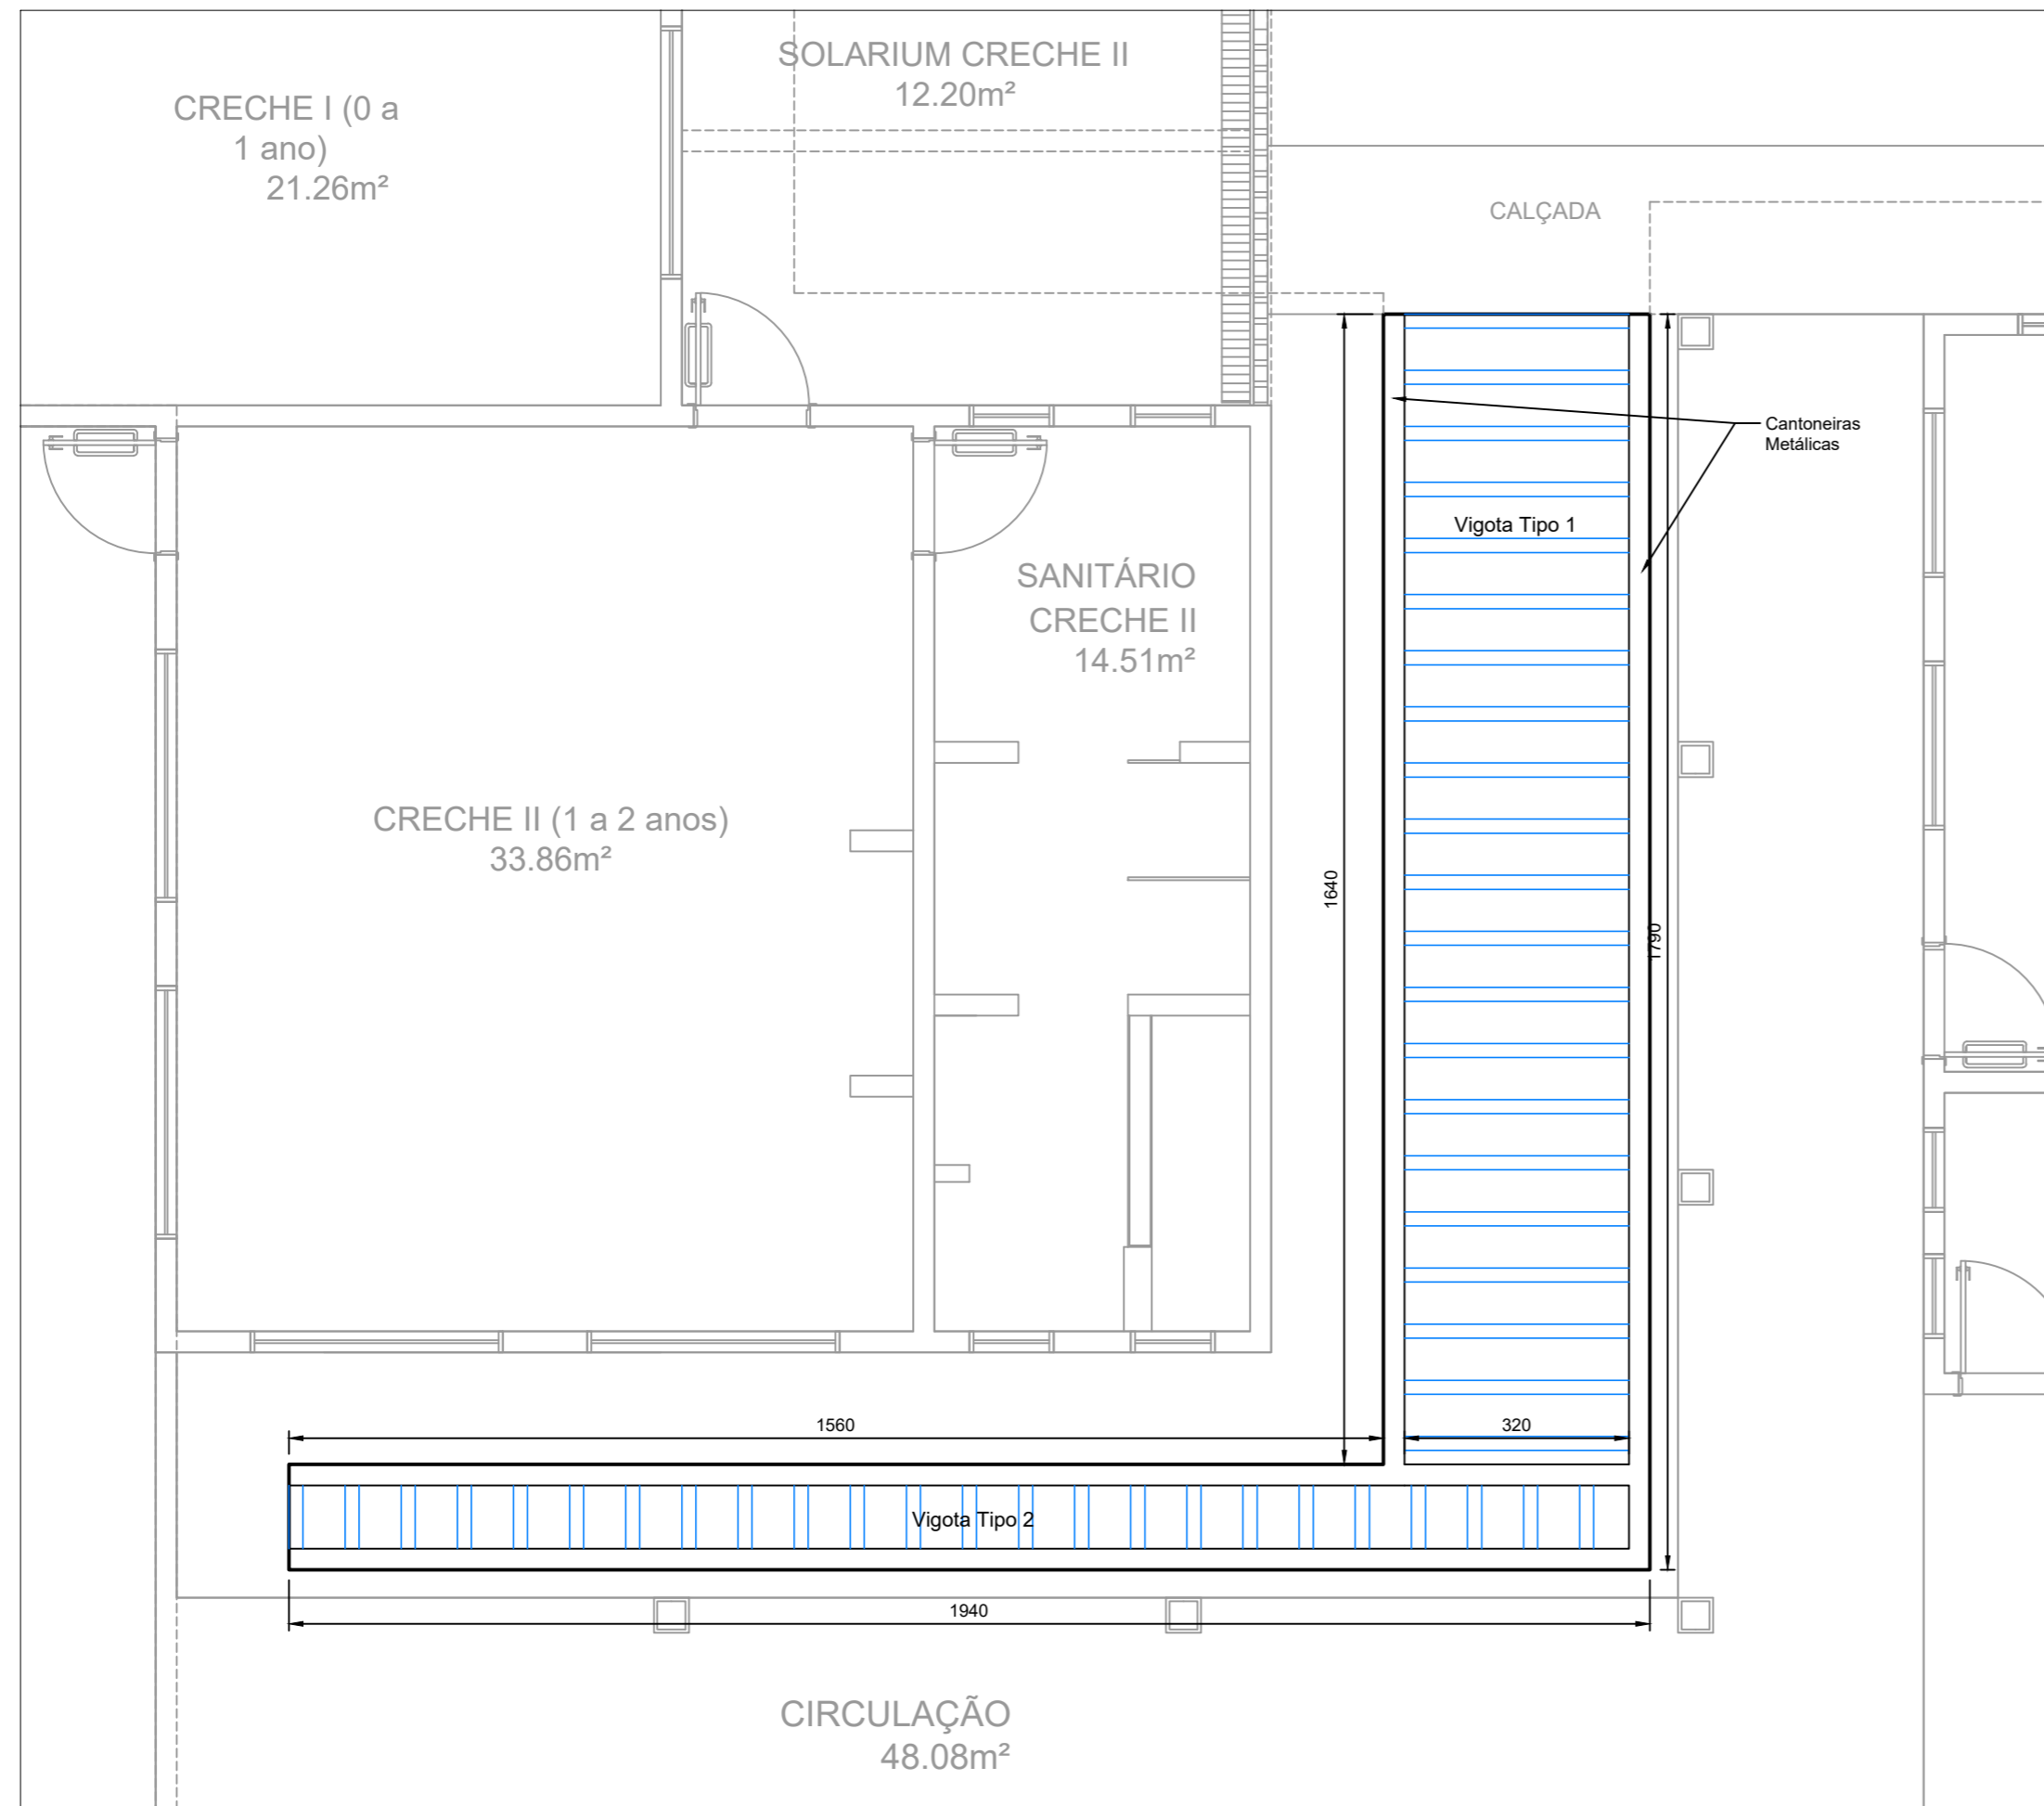 SOLARIUM CRECHE II
12.20m²
CRECHE I (0 a
1 ano)
21.26m²
CALÇADA
Cantoneiras
Metálicas
Vigota Tipo 1
SANITÁRIO
CRECHE II
14.51m²
CRECHE II (1 a 2 anos)
33.86m²
1640
1790
1560
320
Vigota Tipo 2
1940
CIRCULAÇÃO
48.08m²